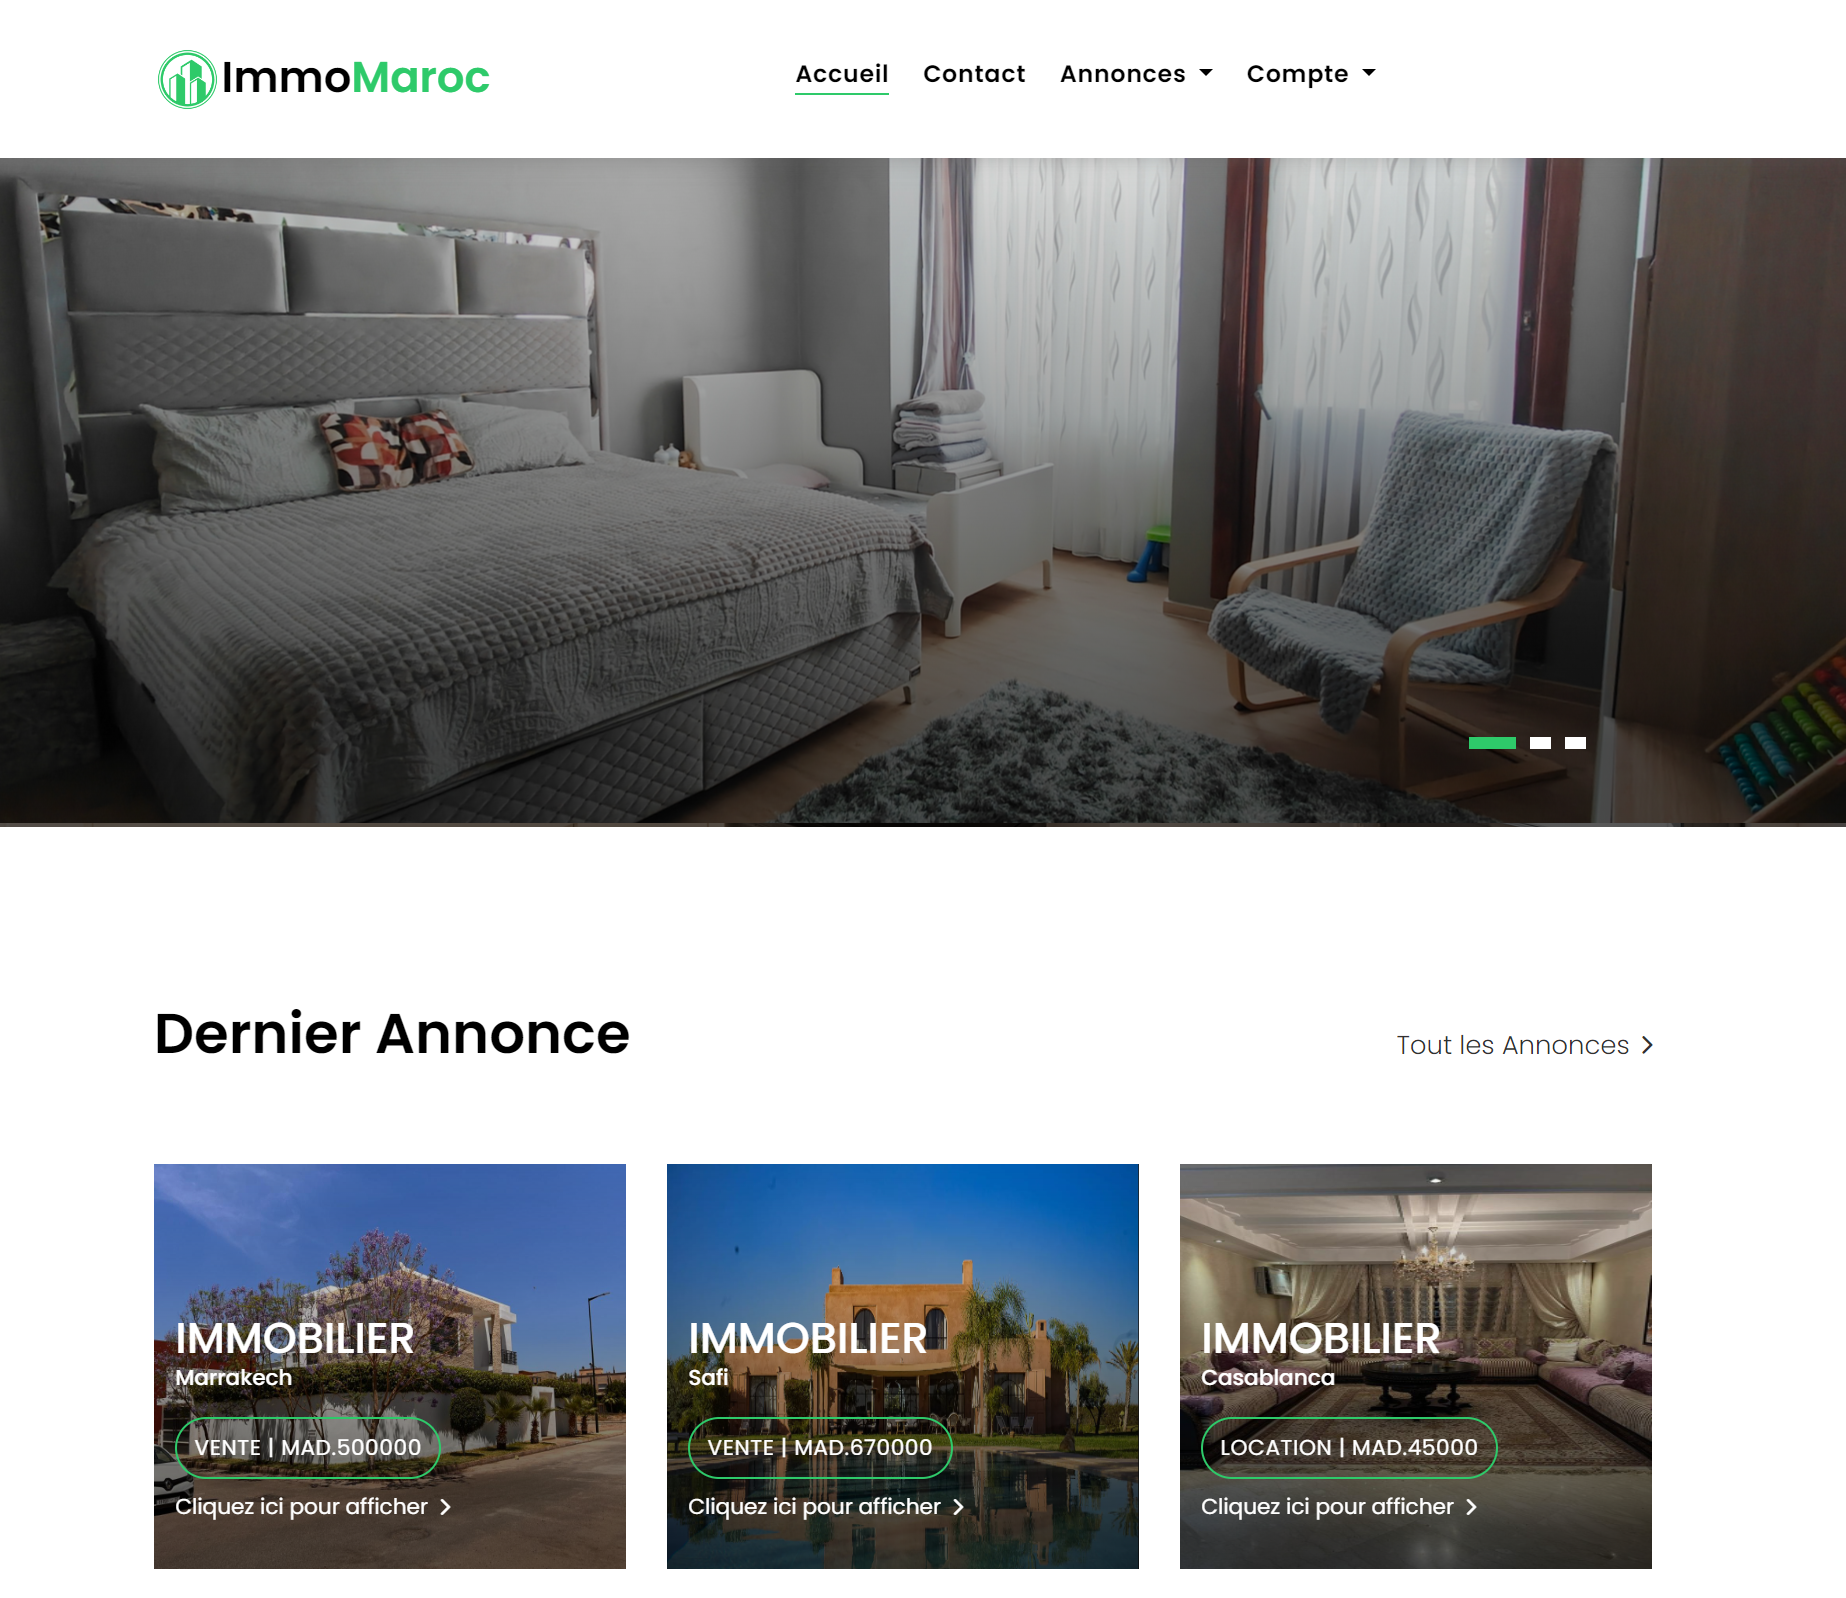 ImmoMaroc
Accueil Contact Annonces Compte
Dernier Annonce
Tout les Annonces
IMMOBILIER
Marrakech
VENTE | MAD.500000
Cliquez ici pour afficher
IMMOBILIER
Safi
VENTE | MAD.670000
Cliquez ici pour afficher
IMMOBILIER
Casablanca
LOCATION | MAD.45000
Cliquez ici pour afficher